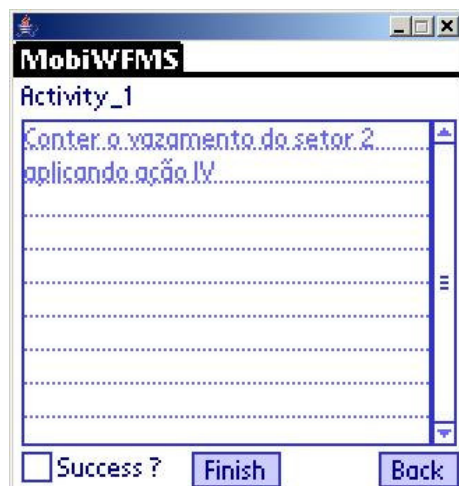 MobiWFMS
Activity_1
Conter o vazamento do setor 2
aplicando ação IV
Success ? Finish Back